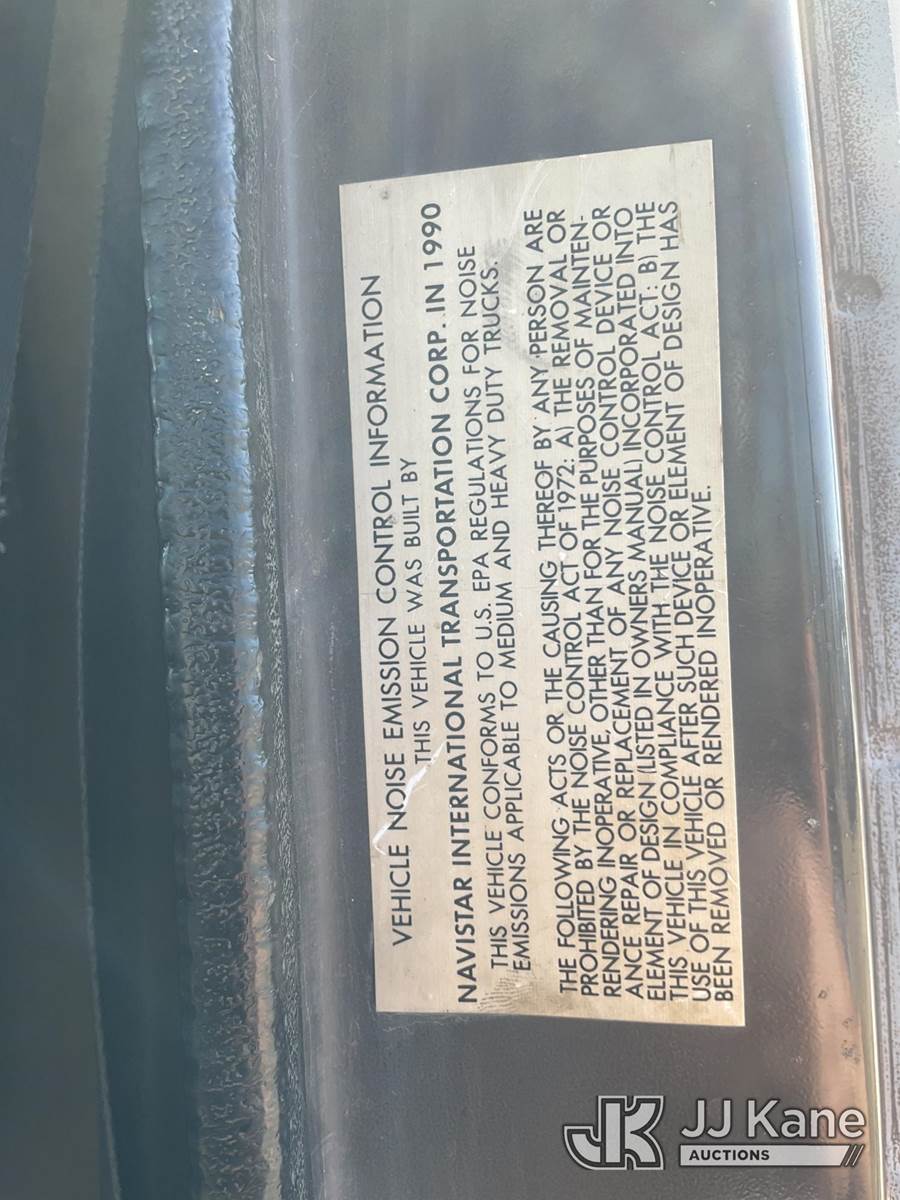 VEHICLE NOISE EMISSION CONTROL INFORMATION
THIS VEHICLE WAS BUILT BY
NAVISTAR INTERNATIONAL TRANSPORTATION CORP. IN 1990
THIS VEHICLE CONFORMS TO U.S. EPA REGULATIONS FOR NOISE
EMISSIONS APPLICABLE TO MEDIUM AND HEAVY DUTY TRUCKS.
THE FOLLOWING ACTS OR THE CAUSING THEREOF BY ANY PERSON ARE
PROHIBITED BY THE NOISE CONTROL ACT OF 1972: A) THE REMOVAL OR
RENDERING INOPERATIVE, OTHER THAN FOR THE PURPOSES OF MAINTEN-
ANCE REPAIR OR REPLACEMENT OF ANY NOISE CONTROL DEVICE OR
ELEMENT OF DESIGN (LISTED IN OWNERS MANUAL) INCORPORATED INTO
THIS VEHICLE IN COMPLIANCE WITH THE NOISE CONTROL ACT: B) THE
USE OF THIS VEHICLE AFTER SUCH DEVICE OR ELEMENT OF DESIGN HAS
BEEN REMOVED OR RENDERED INOPERATIVE.
JK JJ Kane
AUCTIONS